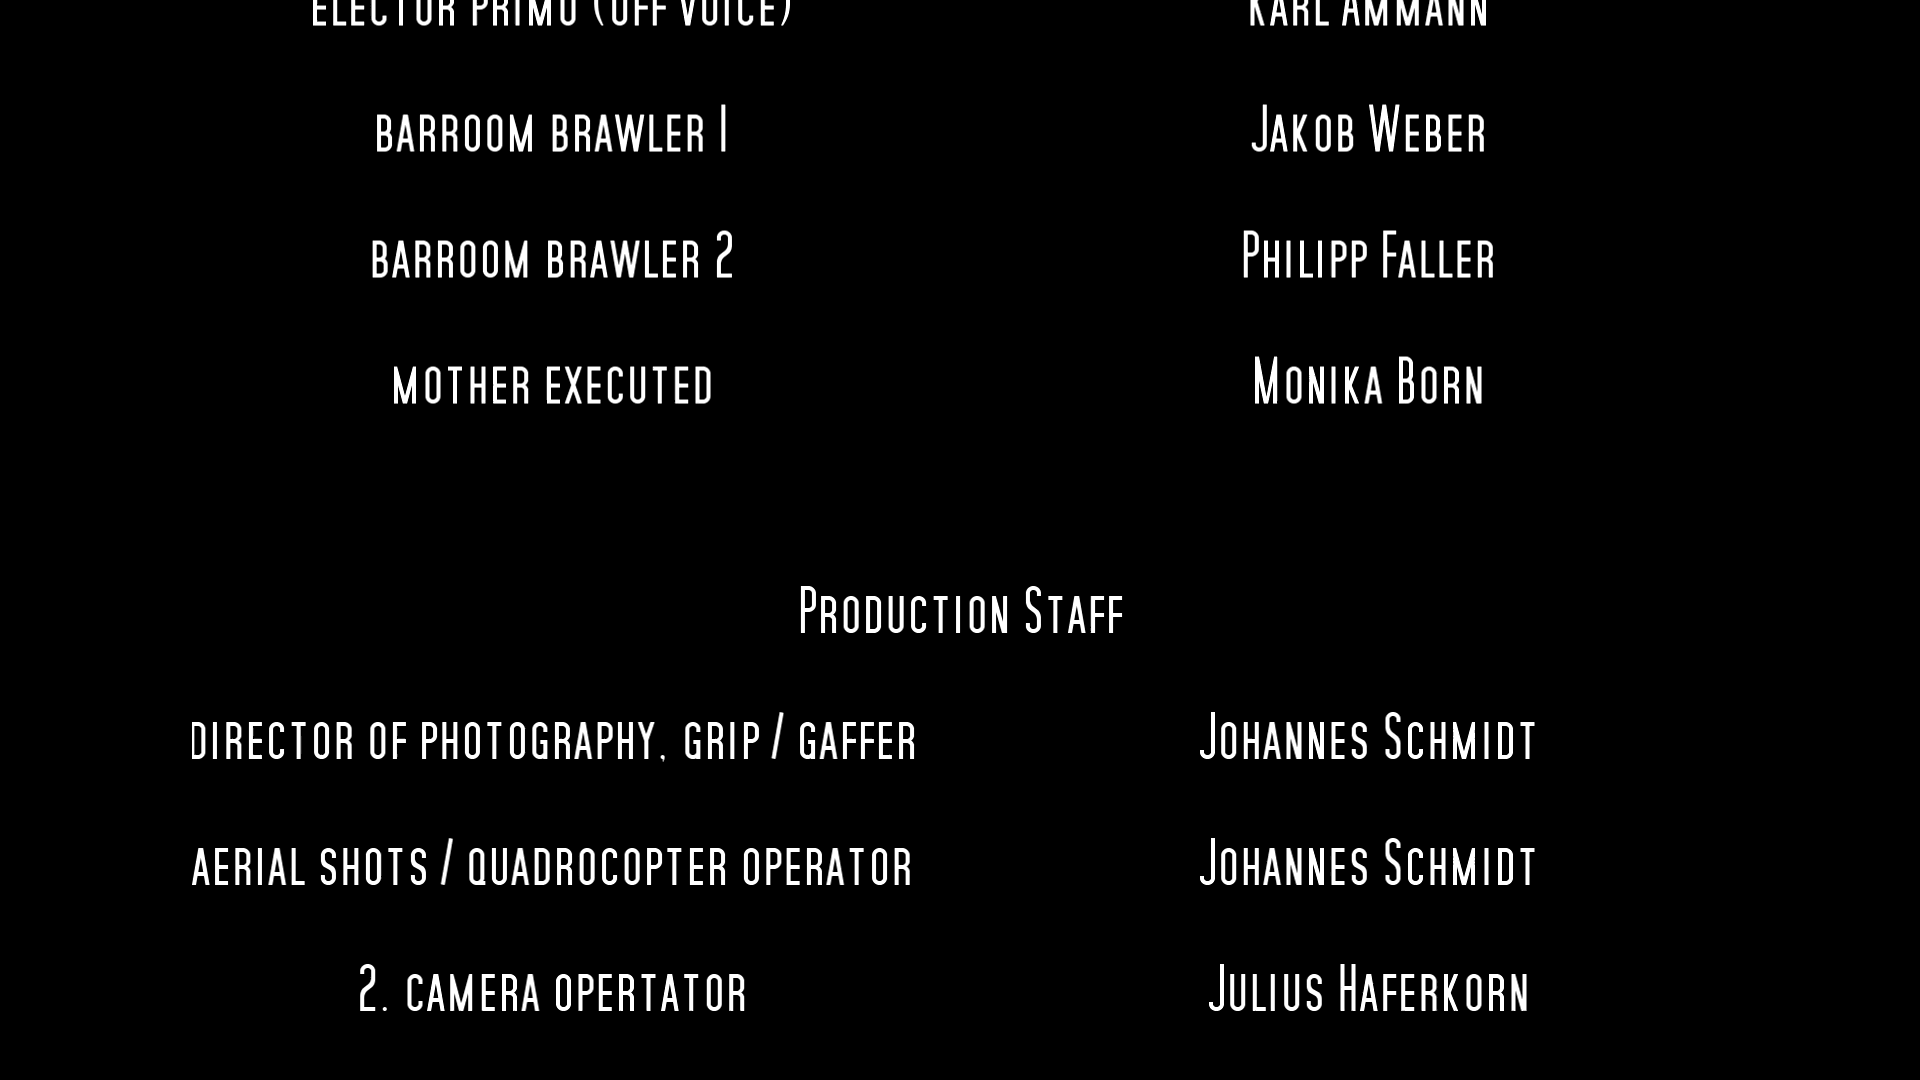 ELECTOR PRIMO (OFF VOICE) KARL AMMANN
BARROOM BRAWLER 1 JAKOB WEBER
BARROOM BRAWLER 2 PHILIPP FALLER
MOTHER EXECUTED MONIKA BORN
PRODUCTION STAFF
DIRECTOR OF PHOTOGRAPHY, GRIP / GAFFER JOHANNES SCHMIDT
AERIAL SHOTS / QUADROCOPTER OPERATOR JOHANNES SCHMIDT
2. CAMERA OPERTATOR JULIUS HAFERKORN